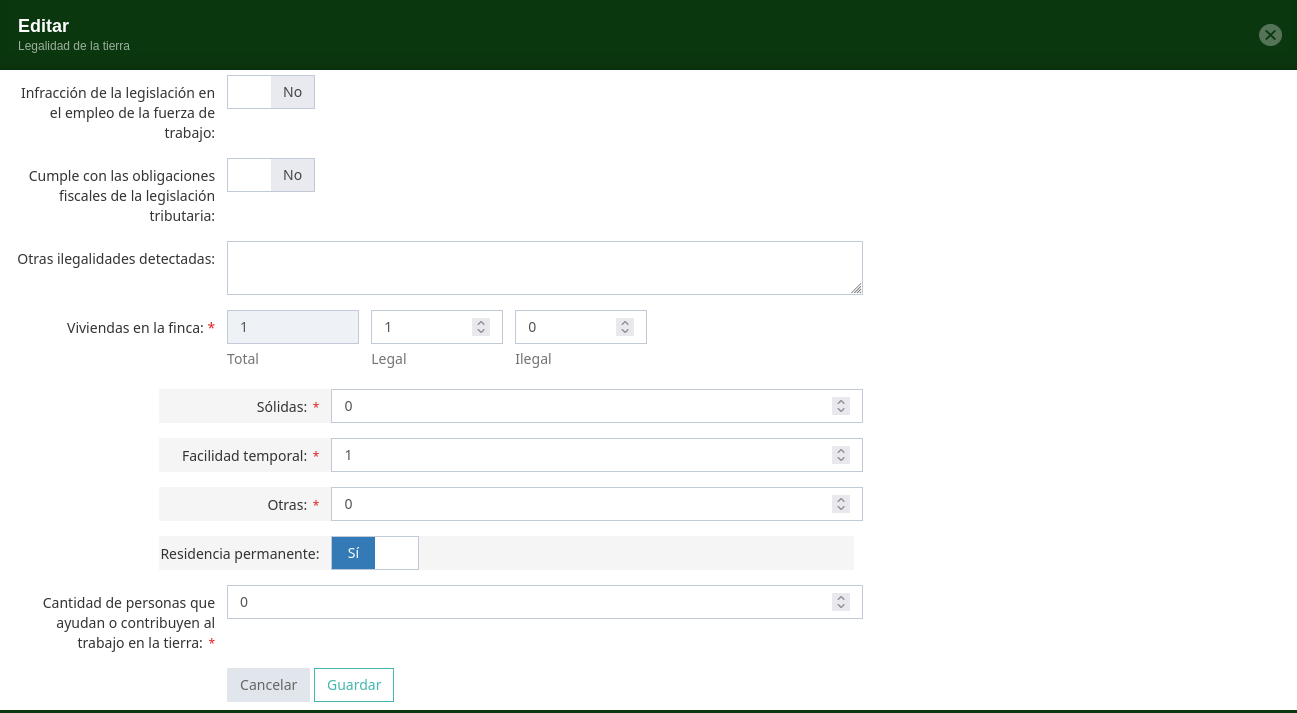 Editar
Legalidad de la tierra
Infracción de la legislación en
el empleo de la fuerza de
trabajo:
No
Cumple con las obligaciones
fiscales de la legislación
tributaria:
No
Otras ilegalidades detectadas:
Viviendas en la finca: * 1 1 0
Total Legal Ilegal
Sólidas: * 0
Facilidad temporal: * 1
Otras: * 0
Residencia permanente: Sí
Cantidad de personas que
ayudan o contribuyen al
trabajo en la tierra: *
0
Cancelar Guardar